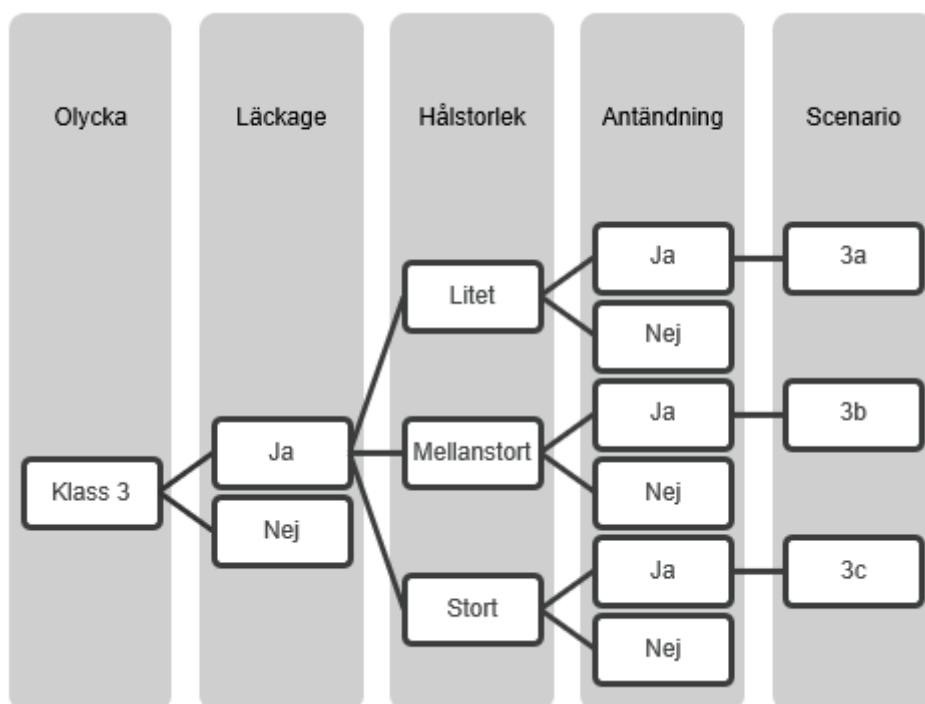 Olycka
Läckage
Hålstorlek
Antändning
Scenario
Ja
3a
Litet
Nej
Ja
3b
Ja
Mellanstort
Klass 3
Nej
Nej
Ja
3c
Stort
Nej